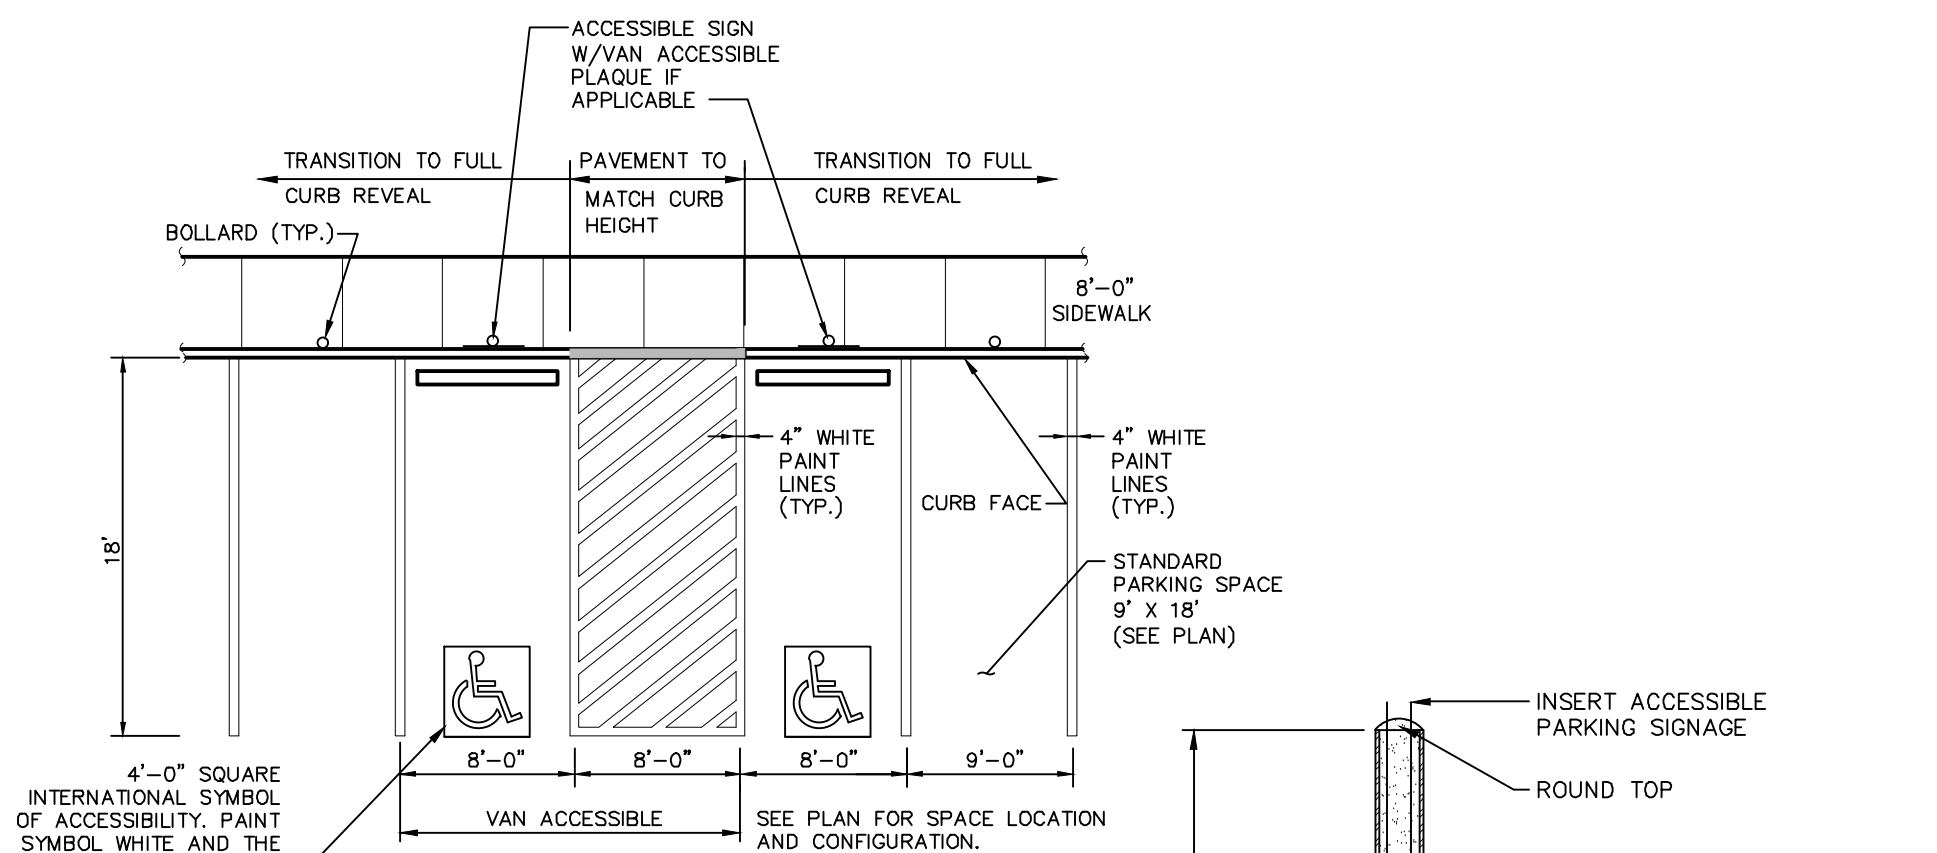 ACCESSIBLE SIGN
W/VAN ACCESSIBLE
PLAQUE IF
APPLICABLE
TRANSITION TO FULL
CURB REVEAL
PAVEMENT TO
MATCH CURB
HEIGHT
TRANSITION TO FULL
CURB REVEAL
BOLLARD (TYP.)
8'-0"
SIDEWALK
4" WHITE
PAINT
LINES
(TYP.)
4" WHITE
PAINT
LINES
(TYP.)
CURB FACE
18'
STANDARD
PARKING SPACE
9' X 18'
(SEE PLAN)
INSERT ACCESSIBLE
PARKING SIGNAGE
ROUND TOP
8'-0"
8'-0"
8'-0"
9'-0"
4'-0" SQUARE
INTERNATIONAL SYMBOL
OF ACCESSIBILITY. PAINT
SYMBOL WHITE AND THE
VAN ACCESSIBLE
SEE PLAN FOR SPACE LOCATION
AND CONFIGURATION.